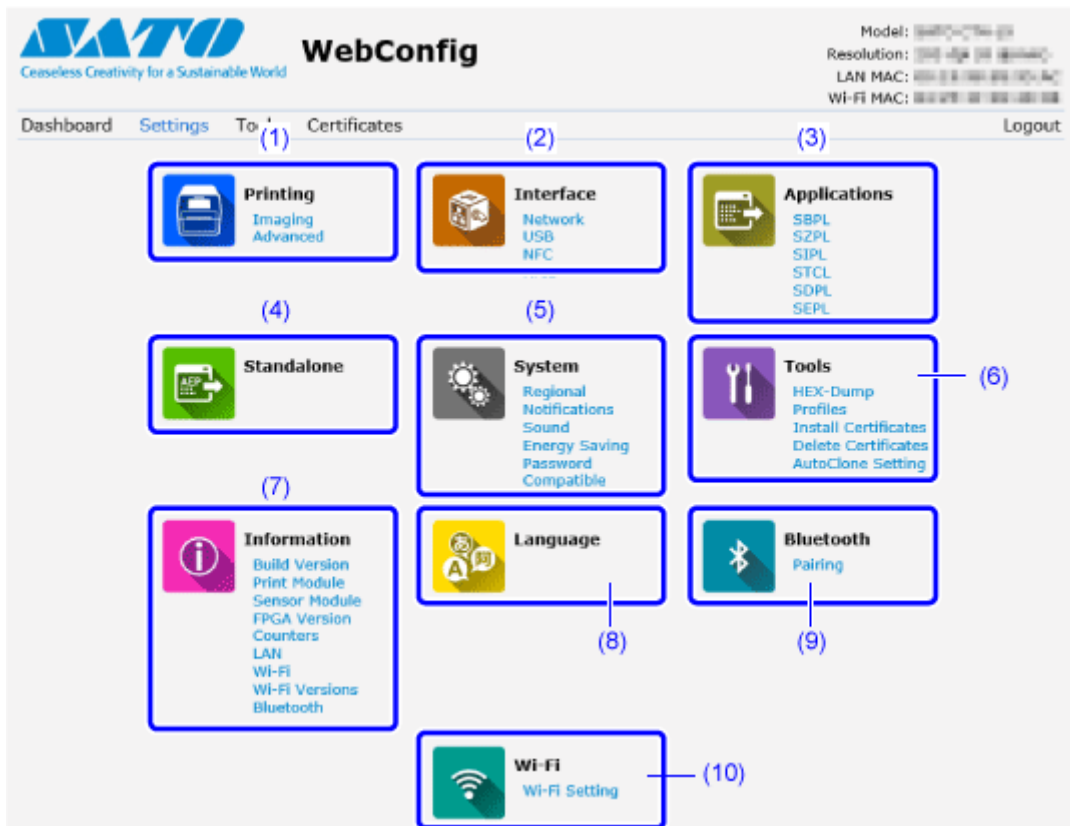 SATO
Ceaseless Creativity for a Sustainable World
WebConfig
Model:
Resolution:
LAN MAC:
Wi-Fi MAC:
Dashboard Settings Certificates Logout
(1) (2) (3)
Printing
Imaging
Advanced
Interface
Network
USB
NFC
Applications
SBPL
SZPL
SIPL
STCL
SDPL
SEPL
(4) (5)
Standalone
AEP
System
Regional
Notifications
Sound
Energy Saving
Password
Compatible
Tools
HEX-Dump
Profiles
Install Certificates
Delete Certificates
AutoClone Setting
(6)
(7)
Information
Build Version
Print Module
Sensor Module
FPGA Version
Counters
LAN
Wi-Fi
Wi-Fi Versions
Bluetooth
Language
A
(8)
Bluetooth
Pairing
(9)
Wi-Fi
Wi-Fi Setting
(10)